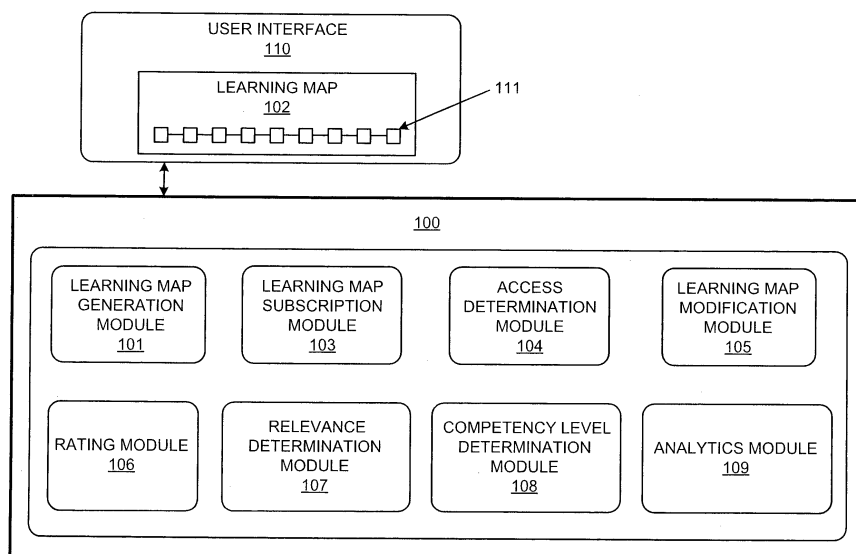 USER INTERFACE
110
LEARNING MAP
102
111
100
LEARNING MAP
GENERATION
MODULE
101
LEARNING MAP
SUBSCRIPTION
MODULE
103
ACCESS
DETERMINATION
MODULE
104
LEARNING MAP
MODIFICATION
MODULE
105
RATING MODULE
106
RELEVANCE
DETERMINATION
MODULE
107
COMPETENCY LEVEL
DETERMINATION
MODULE
108
ANALYTICS MODULE
109